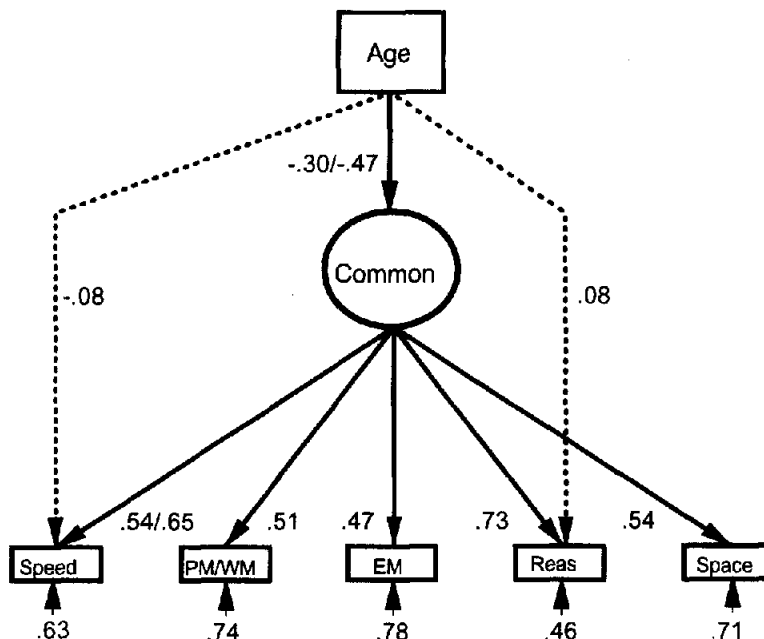 Age
-.30/-.47
Common
-.08 .08
.54/.65 .51 .47 .73 .54
Speed PM/WM EM Reas Space
.63 .74 .78 .46 .71